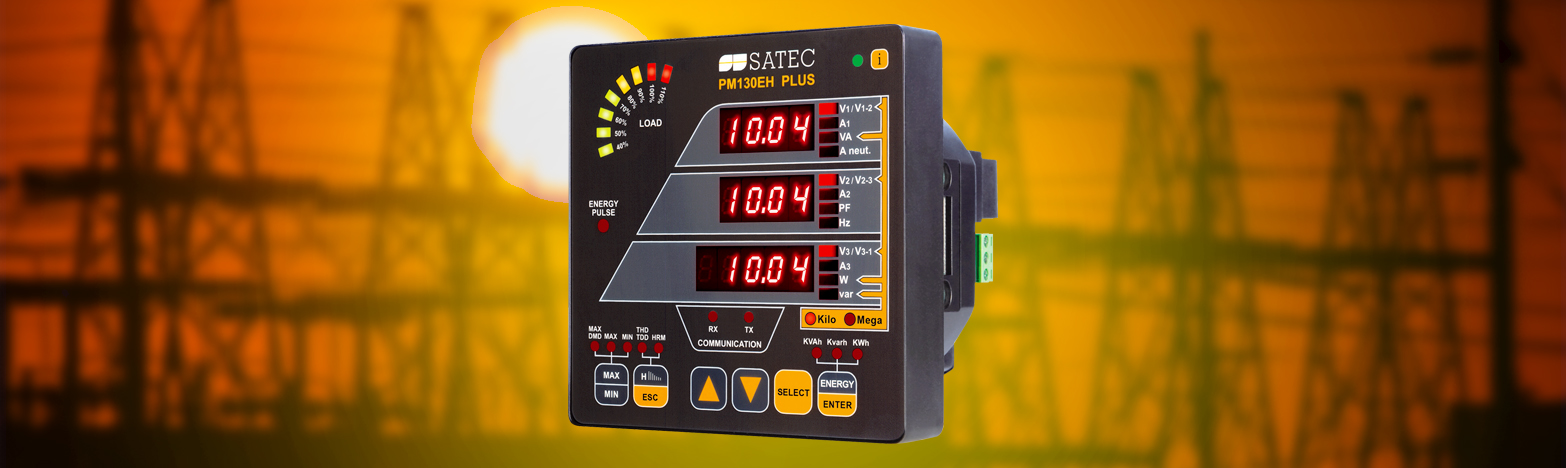 SATEC
PM130EH PLUS
i
110%
100%
90%
80%
70%
60%
50%
40%
LOAD
10.04
V1 / V1-2
A1
VA
A neut.
10.04
V2 / V2-3
A2
PF
Hz
ENERGY
PULSE
10.04
V3 / V3-1
A3
W
var
Kilo Mega
RX TX
COMMUNICATION
MAX
DMD MAX MIN THD
TDD HRM
KVAh Kvarh KWh
MAX
MIN
H
ESC
SELECT
ENERGY
ENTER